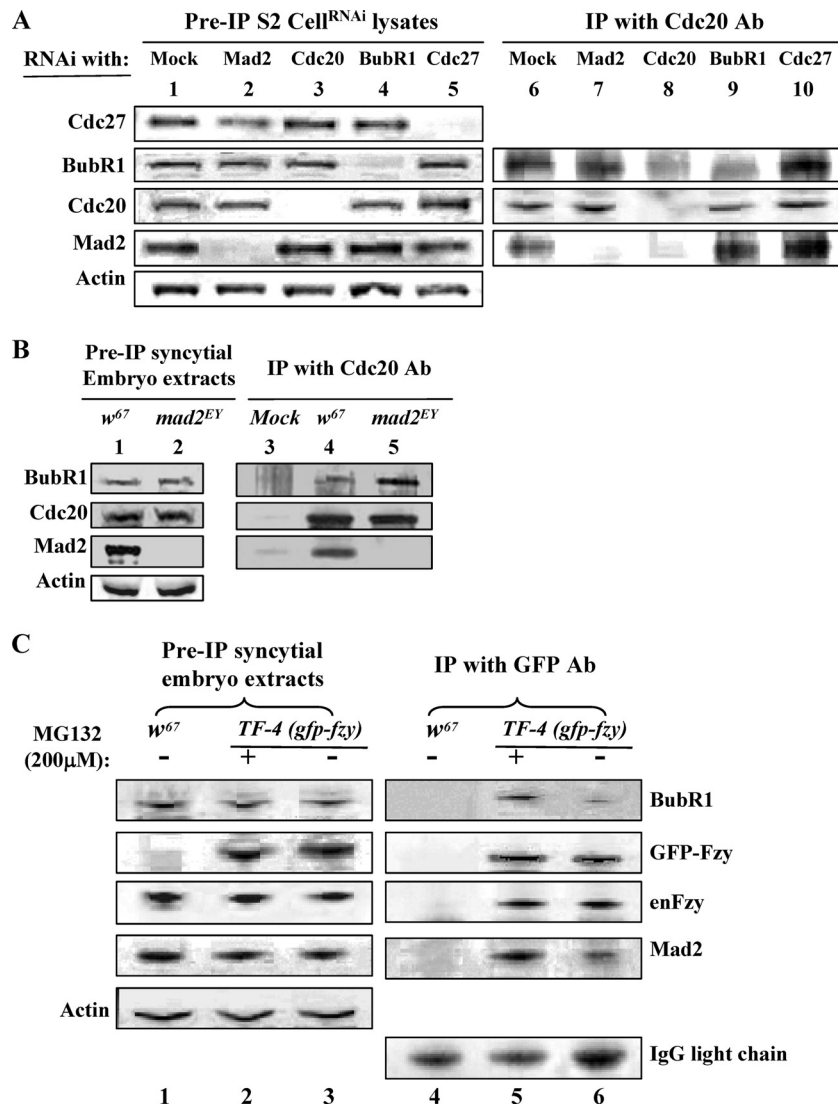 A
Pre-IP S2 Cell^RNAi lysates
IP with Cdc20 Ab
RNAi with:
Mock Mad2 Cdc20 BubR1 Cdc27
Mock Mad2 Cdc20 BubR1 Cdc27
1 2 3 4 5
6 7 8 9 10
Cdc27
BubR1
Cdc20
Mad2
Actin
B
Pre-IP syncytial
Embryo extracts
IP with Cdc20 Ab
w^67 mad2^EY
Mock w^67 mad2^EY
1 2
3 4 5
BubR1
Cdc20
Mad2
Actin
C
Pre-IP syncytial
embryo extracts
IP with GFP Ab
MG132
(200μM):
w^67 TF-4 (gfp-fzy)
w^67 TF-4 (gfp-fzy)
- + -
- + -
BubR1
GFP-Fzy
enFzy
Mad2
Actin
IgG light chain
1 2 3 4 5 6